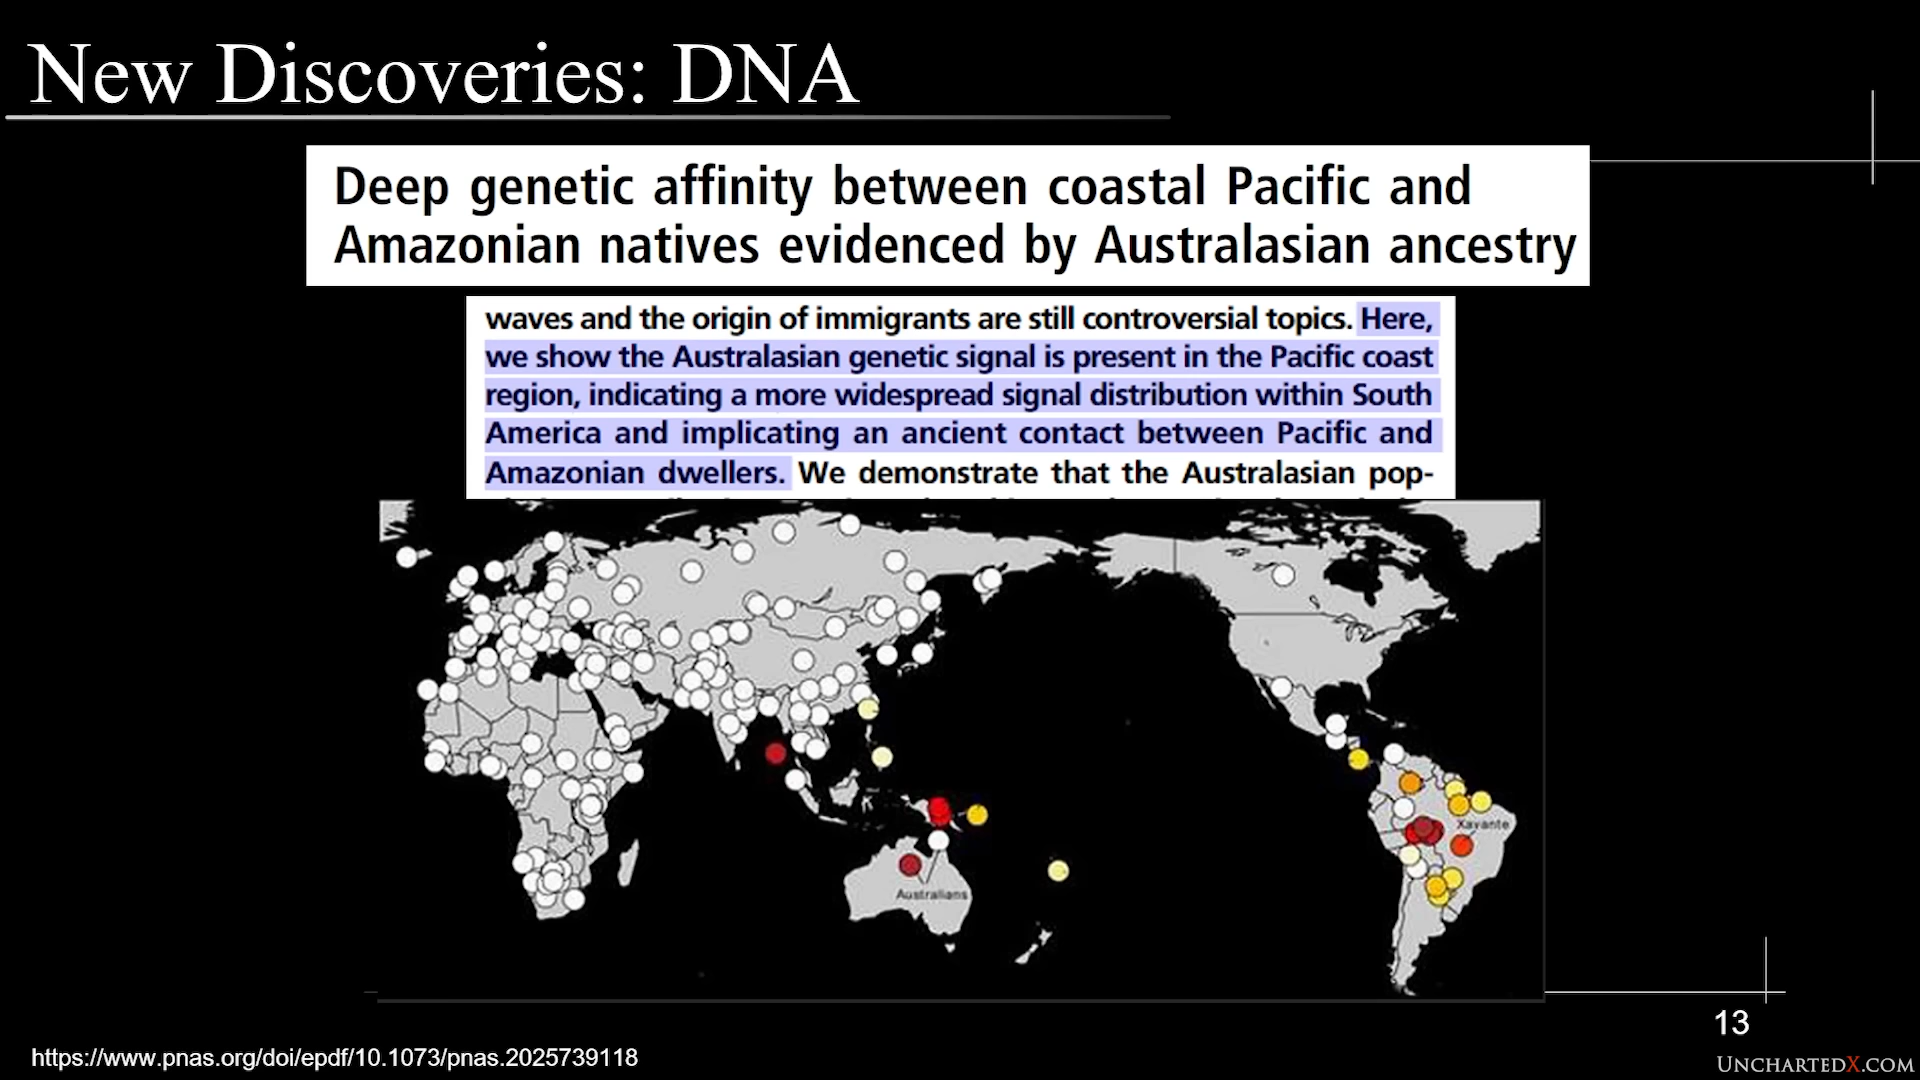 New Discoveries: DNA
Deep genetic affinity between coastal Pacific and
Amazonian natives evidenced by Australasian ancestry
waves and the origin of immigrants are still controversial topics. Here,
we show the Australasian genetic signal is present in the Pacific coast
region, indicating a more widespread signal distribution within South
America and implicating an ancient contact between Pacific and
Amazonian dwellers. We demonstrate that the Australasian pop-
Xavante
Australians
13
https://www.pnas.org/doi/epdf/10.1073/pnas.2025739118
UNCHARTEDX.COM